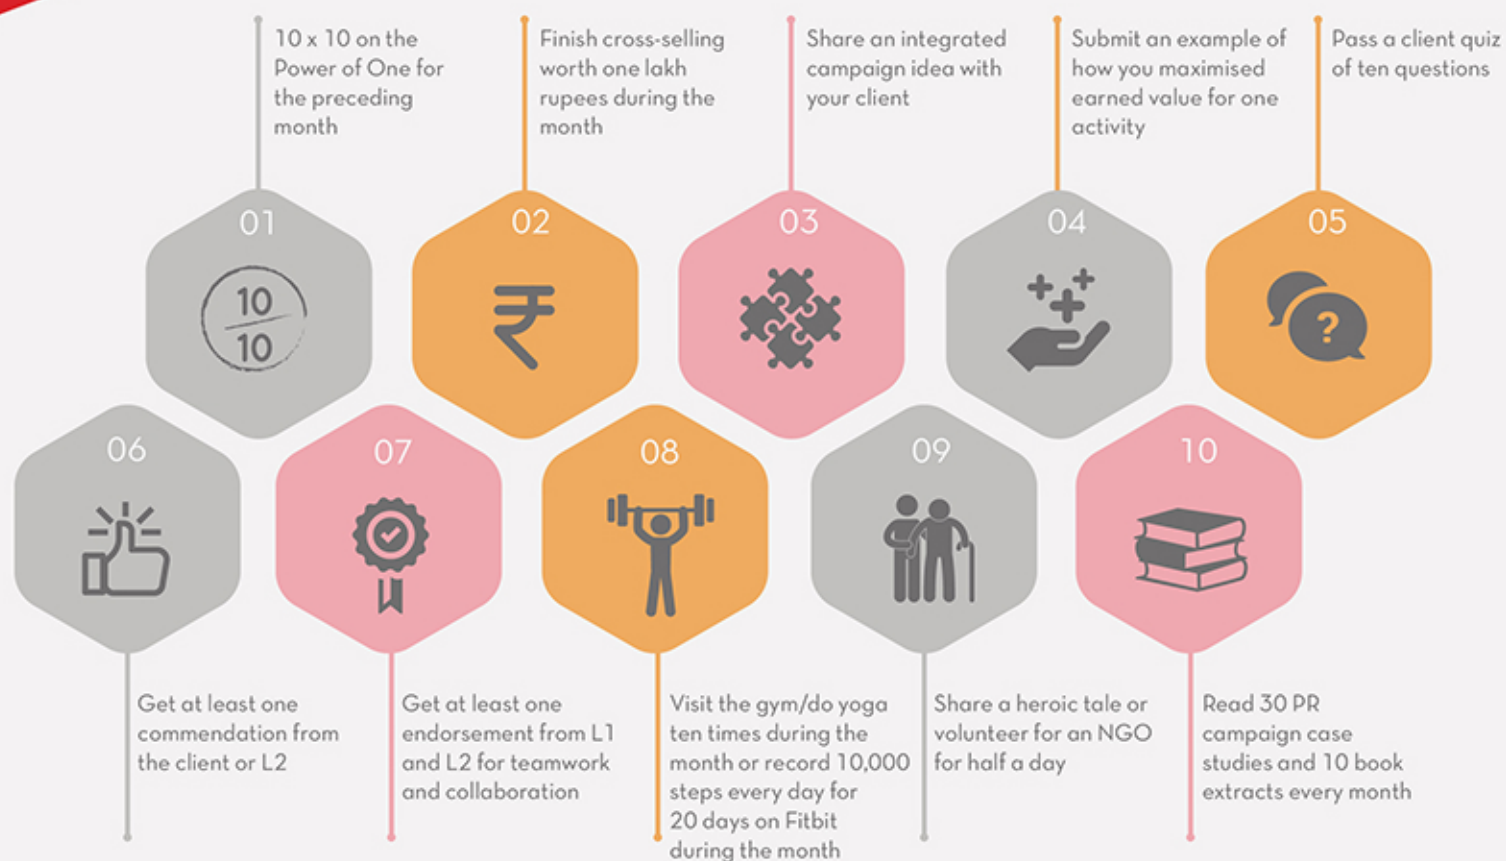 10 x 10 on the
Power of One for
the preceding
month
Finish cross-selling
worth one lakh
rupees during the
month
Share an integrated
campaign idea with
your client
Submit an example of
how you maximised
earned value for one
activity
Pass a client quiz
of ten questions
01
10
10
02
₹
03
04
05
?
06
07
08
09
10
Get at least one
commendation from
the client or L2
Get at least one
endorsement from L1
and L2 for teamwork
and collaboration
Visit the gym/do yoga
ten times during the
month or record 10,000
steps every day for
20 days on Fitbit
during the month
Share a heroic tale or
volunteer for an NGO
for half a day
Read 30 PR
campaign case
studies and 10 book
extracts every month